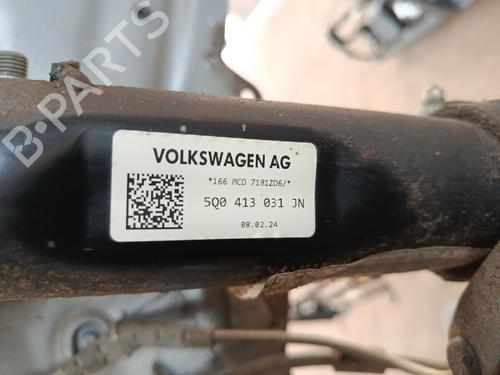 B-PARTS
VOLKSWAGEN AG
*166 MCD 7181ZD6/*
5Q0 413 031 JN
08.02.24